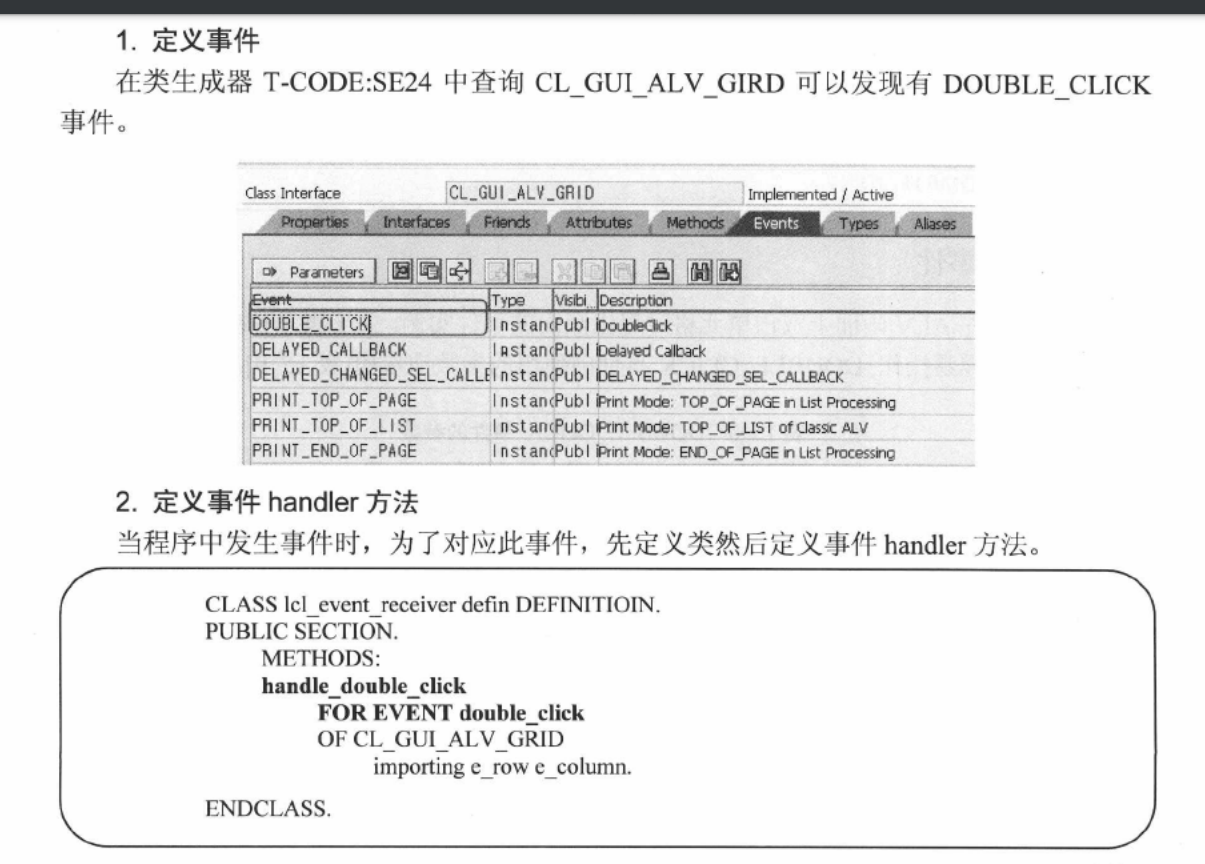 1. 定义事件
在类生成器 T-CODE:SE24 中查询 CL_GUI_ALV_GIRD 可以发现有 DOUBLE_CLICK
事件。
Class Interface CL_GUI_ALV_GRID Implemented / Active
Properties Interfaces Friends Attributes Methods Events Types Aliases
Parameters
Event Type Visibi Description
DOUBLE_CLICK Instan Publi DoubleClick
DELAYED_CALLBACK Instan Publi Delayed Callback
DELAYED_CHANGED_SEL_CALLE Instan Publi DELAYED_CHANGED_SEL_CALLBACK
PRINT_TOP_OF_PAGE Instan Publi Print Mode: TOP_OF_PAGE in List Processing
PRINT_TOP_OF_LIST Instan Publi Print Mode: TOP_OF_LIST of Classic ALV
PRINT_END_OF_PAGE Instan Publi Print Mode: END_OF_PAGE in List Processing
2. 定义事件 handler 方法
当程序中发生事件时，为了对应此事件，先定义类然后定义事件 handler 方法。
CLASS lcl_event_receiver defin DEFINITIOIN.
PUBLIC SECTION.
METHODS:
handle_double_click
FOR EVENT double_click
OF CL_GUI_ALV_GRID
importing e_row e_column.
ENDCLASS.